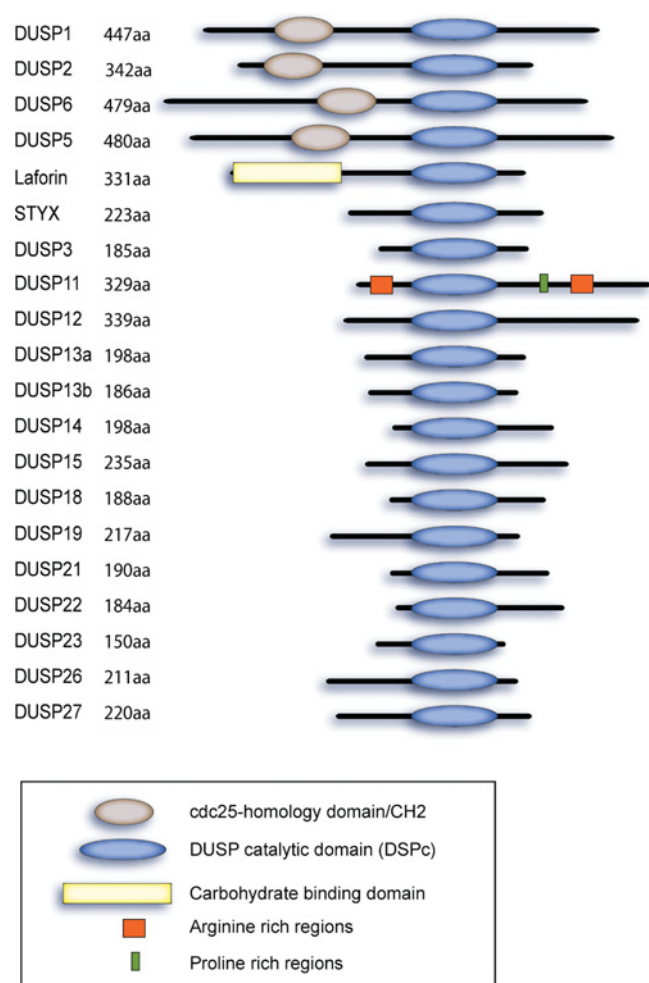 DUSP1 447aa
DUSP2 342aa
DUSP6 479aa
DUSP5 480aa
Laforin 331aa
STYX 223aa
DUSP3 185aa
DUSP11 329aa
DUSP12 339aa
DUSP13a 198aa
DUSP13b 186aa
DUSP14 198aa
DUSP15 235aa
DUSP18 188aa
DUSP19 217aa
DUSP21 190aa
DUSP22 184aa
DUSP23 150aa
DUSP26 211aa
DUSP27 220aa
cdc25-homology domain/CH2
DUSP catalytic domain (DSPc)
Carbohydrate binding domain
Arginine rich regions
Proline rich regions